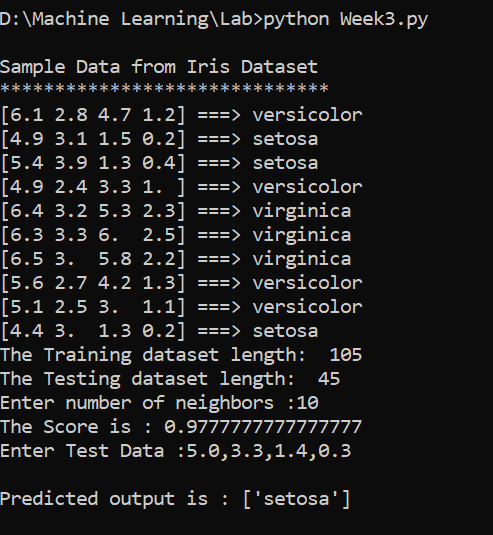 D:\Machine Learning\Lab>python Week3.py
Sample Data from Iris Dataset
******************************
[6.1 2.8 4.7 1.2] ===> versicolor
[4.9 3.1 1.5 0.2] ===> setosa
[5.4 3.9 1.3 0.4] ===> setosa
[4.9 2.4 3.3 1. ] ===> versicolor
[6.4 3.2 5.3 2.3] ===> virginica
[6.3 3.3 6.  2.5] ===> virginica
[6.5 3.  5.8 2.2] ===> virginica
[5.6 2.7 4.2 1.3] ===> versicolor
[5.1 2.5 3.  1.1] ===> versicolor
[4.4 3.  1.3 0.2] ===> setosa
The Training dataset length:  105
The Testing dataset length:  45
Enter number of neighbors :10
The Score is : 0.9777777777777777
Enter Test Data :5.0,3.3,1.4,0.3
Predicted output is : ['setosa']